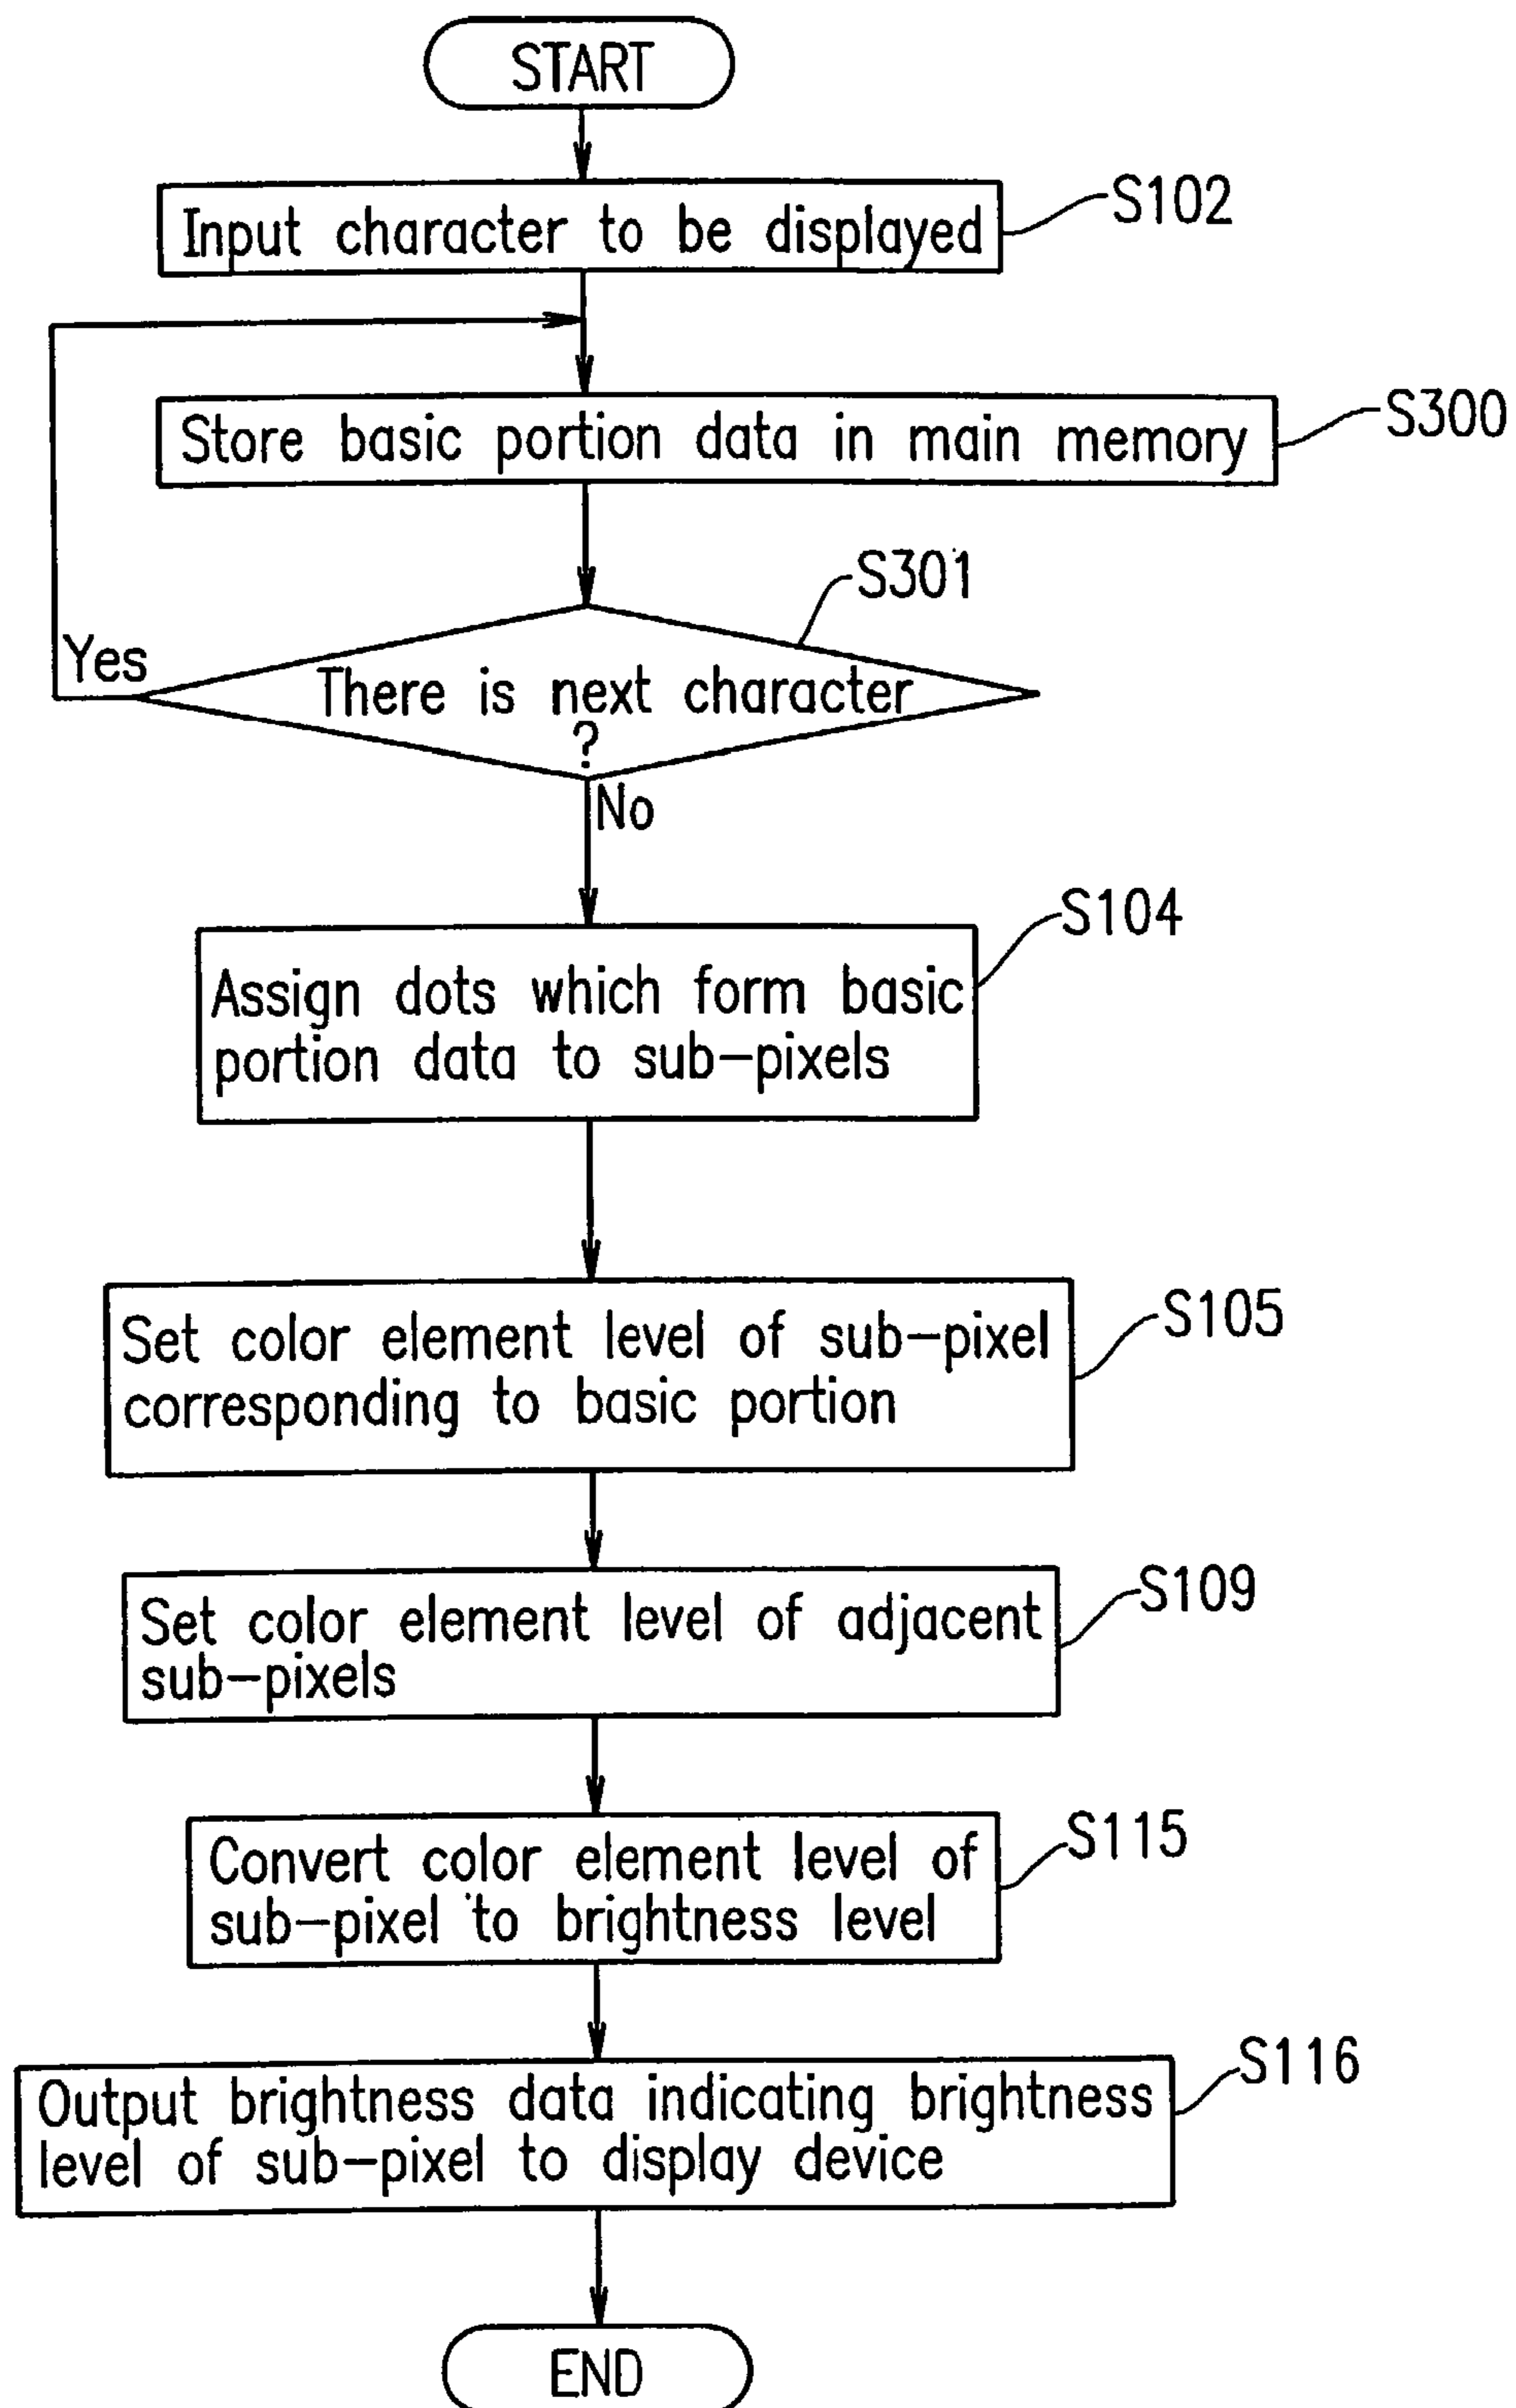 START
Input character to be displayed
S102
Store basic portion data in main memory
S300
S301
Yes
There is next character
?
No
S104
Assign dots which form basic
portion data to sub-pixels
S105
Set color element level of sub-pixel
corresponding to basic portion
S109
Set color element level of adjacent
sub-pixels
S115
Convert color element level of
sub-pixel to brightness level
S116
Output brightness data indicating brightness
level of sub-pixel to display device
END